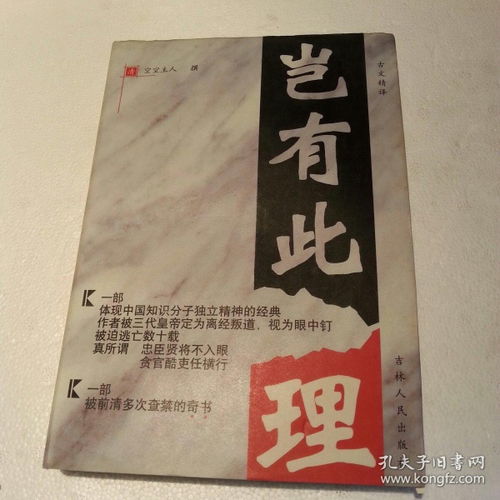 清 空空主人 撰
岂有此理
古文精译
一部
体现中国知识分子独立精神的经典
作者被三代皇帝定为离经叛道，视为眼中钉
被迫逃亡数十载
真所谓 忠臣贤将不入眼
贪官酷吏任横行
一部
被前清多次查禁的奇书
吉林人民出版
孔夫子旧书网
www.kongfz.com